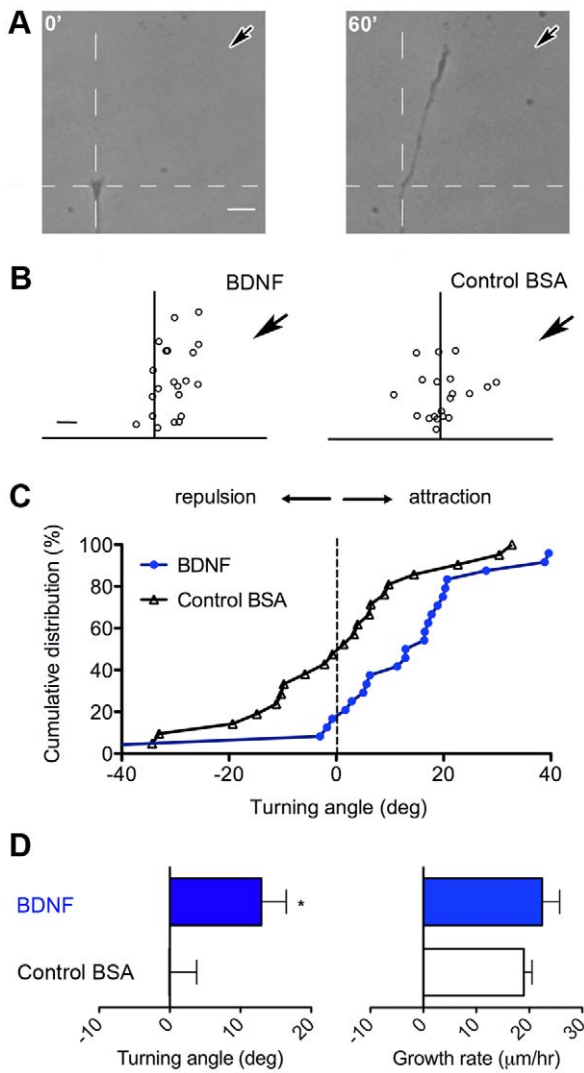 A
0’
60’
B
BDNF
Control BSA
C
repulsion
attraction
Cumulative distribution (%)
100
80
60
40
20
0
BDNF
Control BSA
-40
-20
0
20
40
Turning angle (deg)
D
BDNF
Control BSA
*
-10
0
10
20
Turning angle (deg)
-10
0
10
20
30
Growth rate (μm/hr)